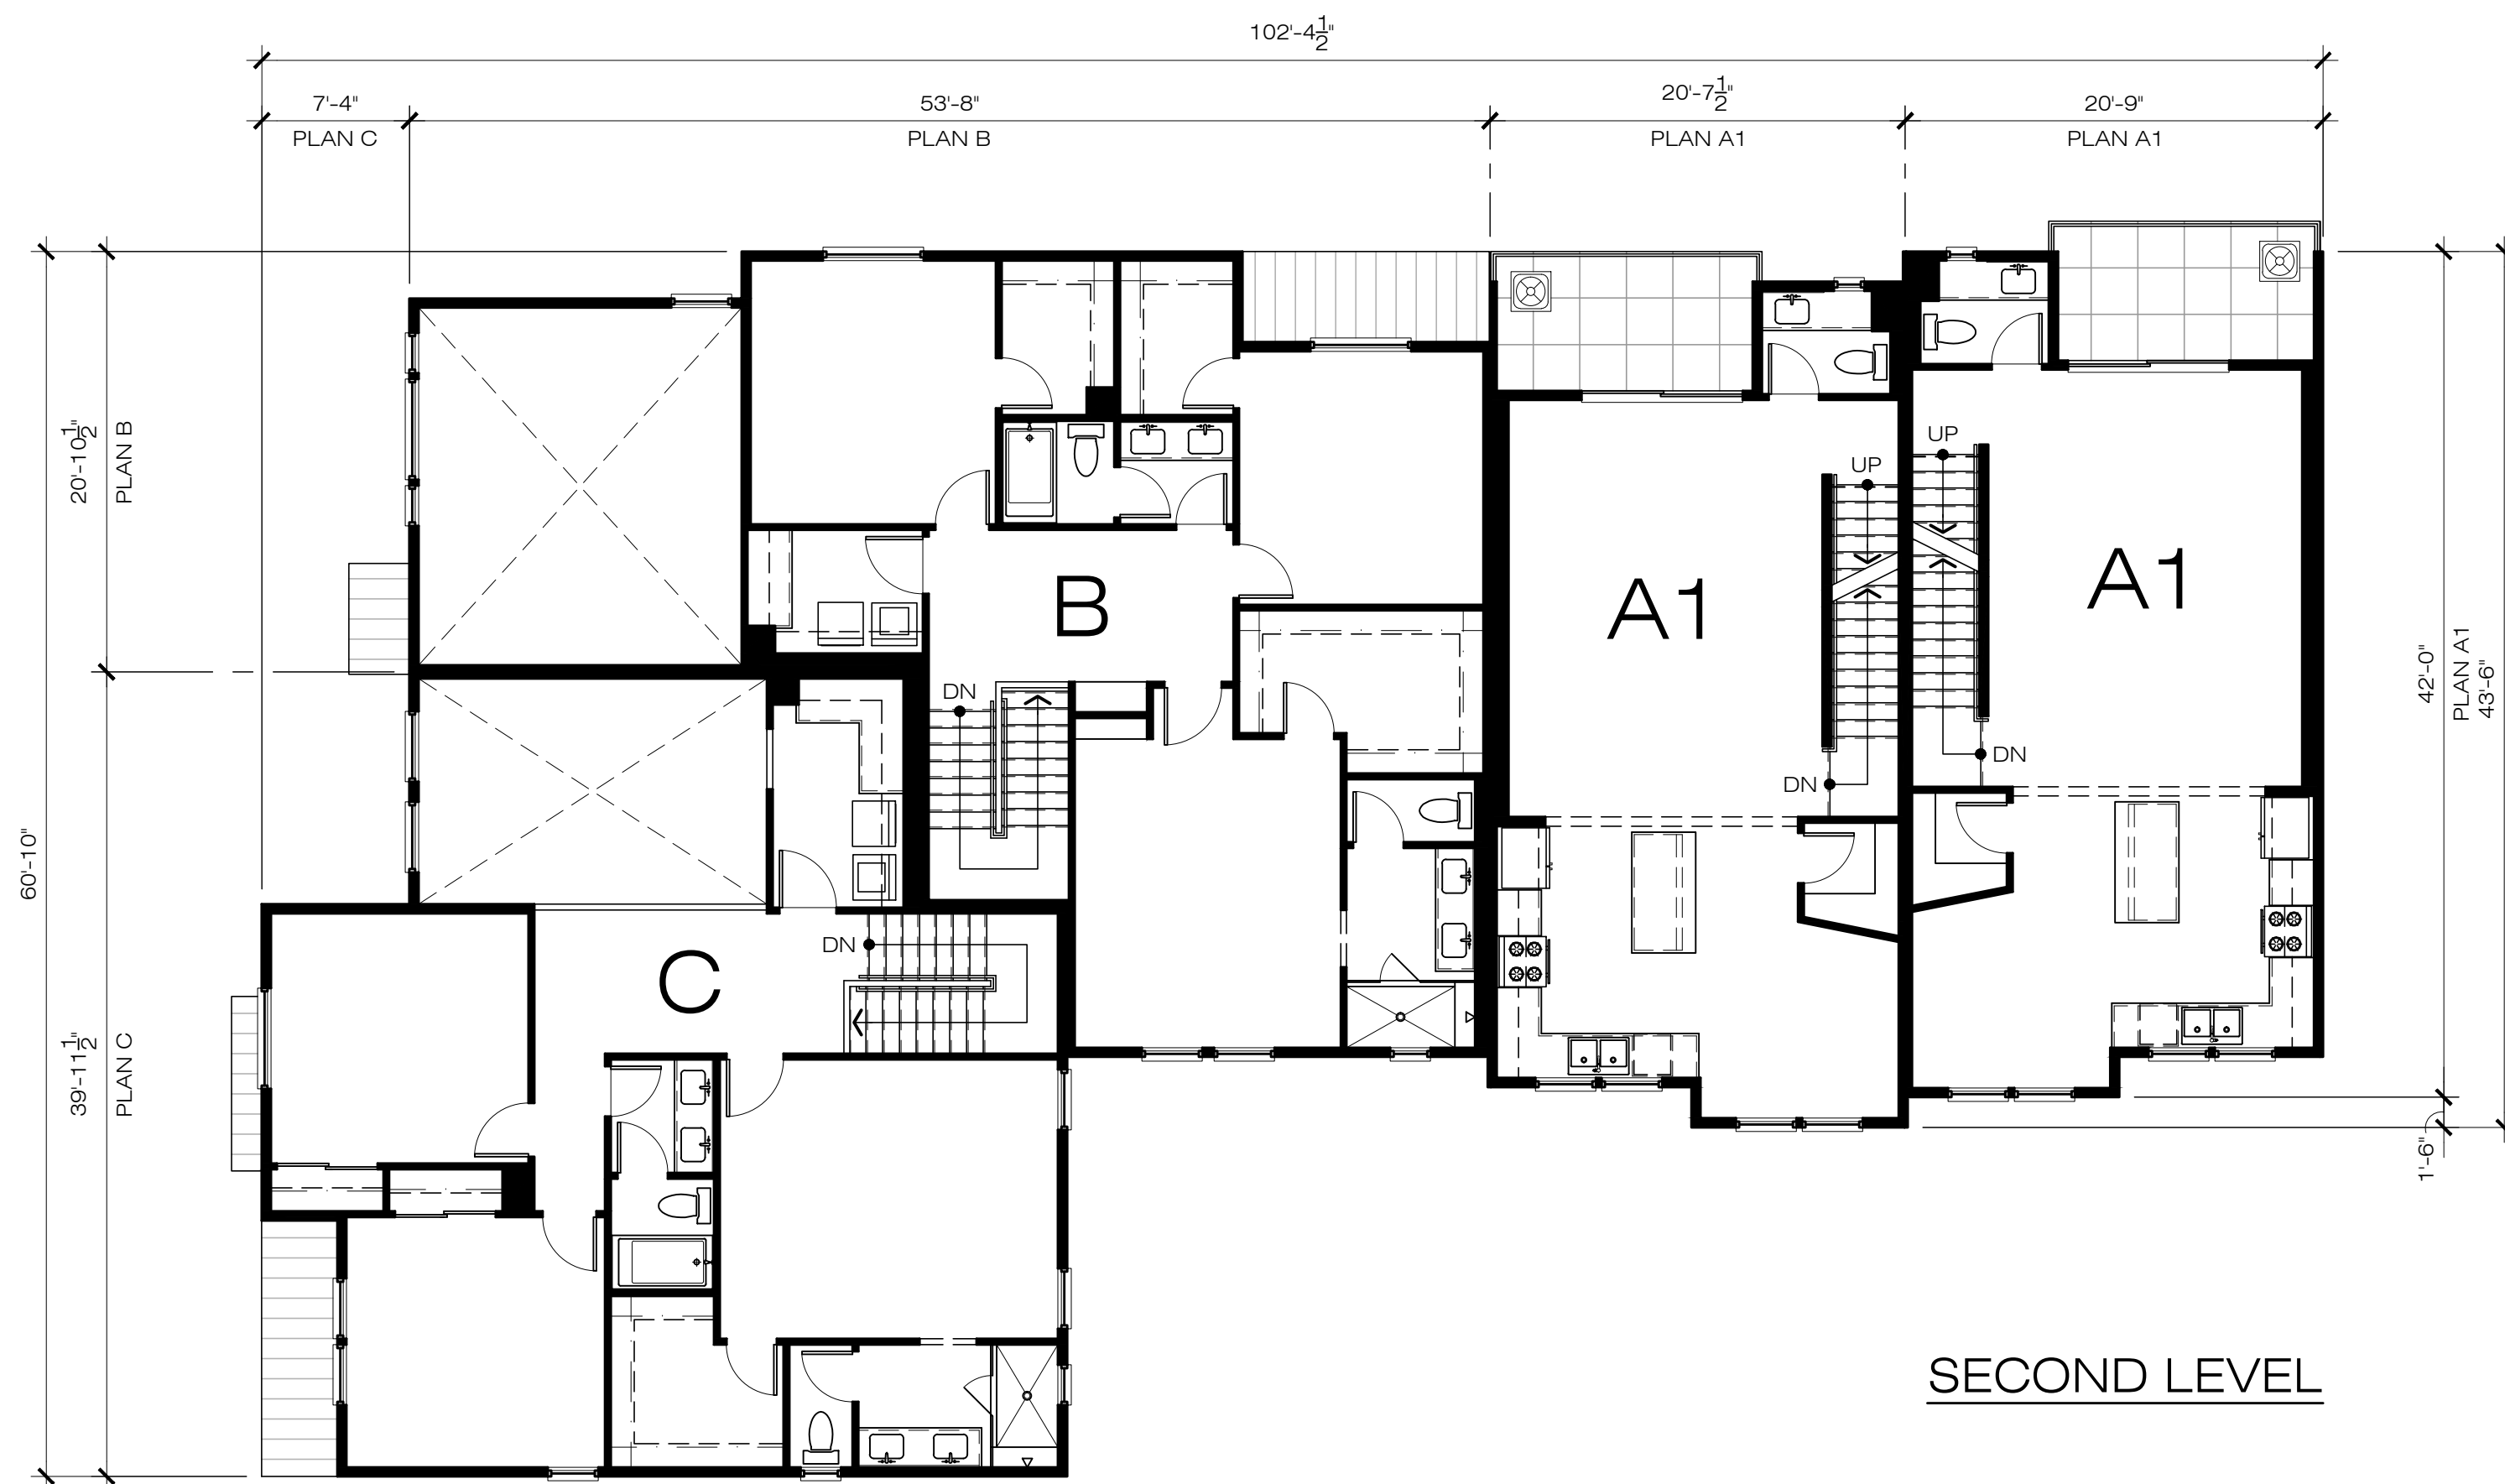 102'-4 1/2"
7'-4"
53'-8"
20'-7 1/2"
20'-9"
PLAN C
PLAN B
PLAN A1
PLAN A1
20'-10 1/2"
PLAN B
60'-10"
39'-11 1/2"
PLAN C
UP
UP
A1
A1
B
42'-0"
PLAN A1
43'-6"
DN
DN
DN
DN
C
1'-6"
SECOND LEVEL